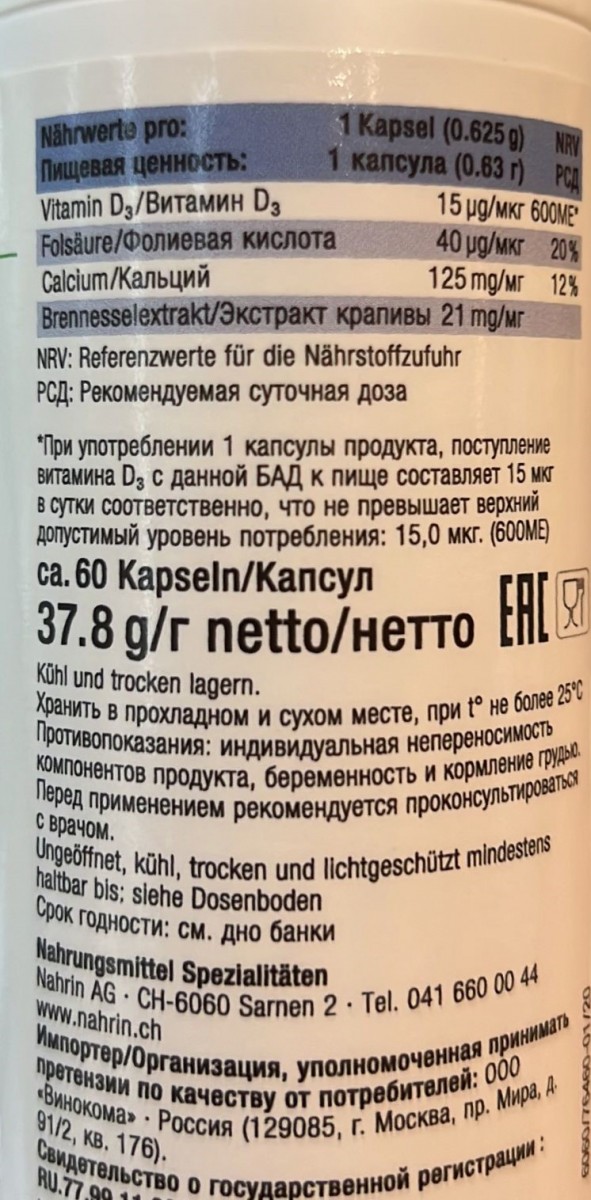 Nährwerte pro: 1 Kapsel (0.625 g) NRV
Пищевая ценность: 1 капсула (0.63 г) РСД
Vitamin D₃/Витамин D₃ 15 µg/мкг 600МЕ*
Folsäure/Фолиевая кислота 40 µg/мкг 20%
Calcium/Кальций 125 mg/мг 12%
Brennesselextrakt/Экстракт крапивы 21 mg/мг
NRV: Referenzwerte für die Nährstoffzufuhr
РСД: Рекомендуемая суточная доза
*При употреблении 1 капсулы продукта, поступление
витамина D₃ с данной БАД к пище составляет 15 мкг
в сутки соответственно, что не превышает верхний
допустимый уровень потребления: 15,0 мкг. (600МЕ)
ca. 60 Kapseln/Капсул
37.8 g/г netto/нетто EAC
Kühl und trocken lagern.
Хранить в прохладном и сухом месте, при t° не более 25°C
Противопоказания: индивидуальная непереносимость
компонентов продукта, беременность и кормление грудью.
Перед применением рекомендуется проконсультироваться
с врачом.
Ungeöffnet, kühl, trocken und lichtgeschützt mindestens
haltbar bis: siehe Dosenboden
Срок годности: см. дно банки
Nahrungsmittel Spezialitäten
Nahrin AG · CH-6060 Sarnen 2 · Tel. 041 660 00 44
www.nahrin.ch
Импортер/Организация, уполномоченная принимать
претензии по качеству от потребителей: ООО
«Винокома» · Россия (129085, г. Москва, пр. Мира, д.
91/2, кв. 176).
Свидетельство о государственной регистрации:
RU.77.99.11